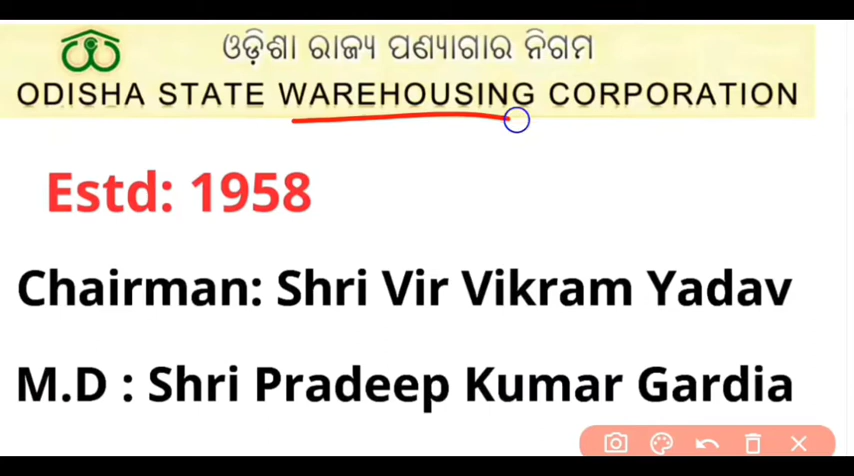 ଓଡ଼ିଶା ରାଜ୍ୟ ପଣ୍ୟାଗାର ନିଗମ
ODISHA STATE WAREHOUSING CORPORATION
Estd: 1958
Chairman: Shri Vir Vikram Yadav
M.D : Shri Pradeep Kumar Gardia